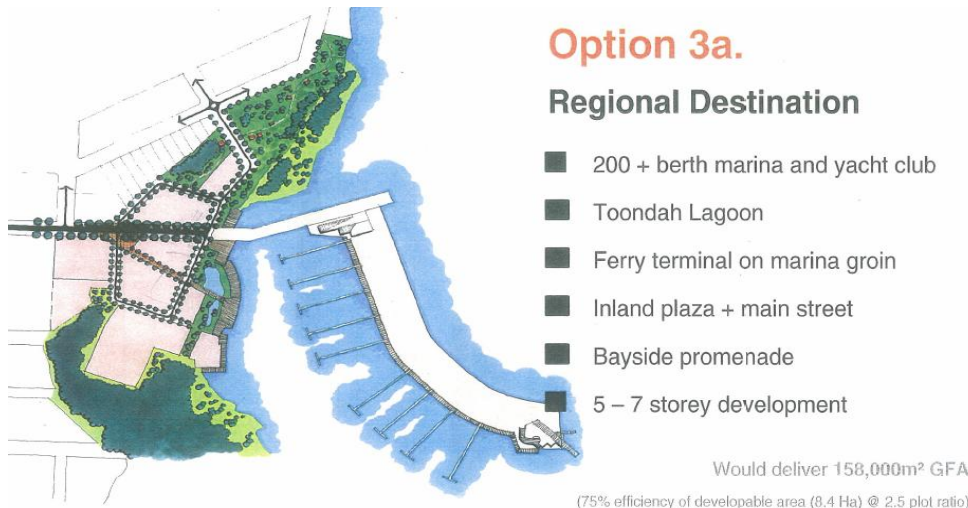 Option 3a.
Regional Destination
200 + berth marina and yacht club
Toondah Lagoon
Ferry terminal on marina groin
Inland plaza + main street
Bayside promenade
5 – 7 storey development
Would deliver 158,000m² GFA
(75% efficiency of developable area (8.4 Ha) @ 2.5 plot ratio)